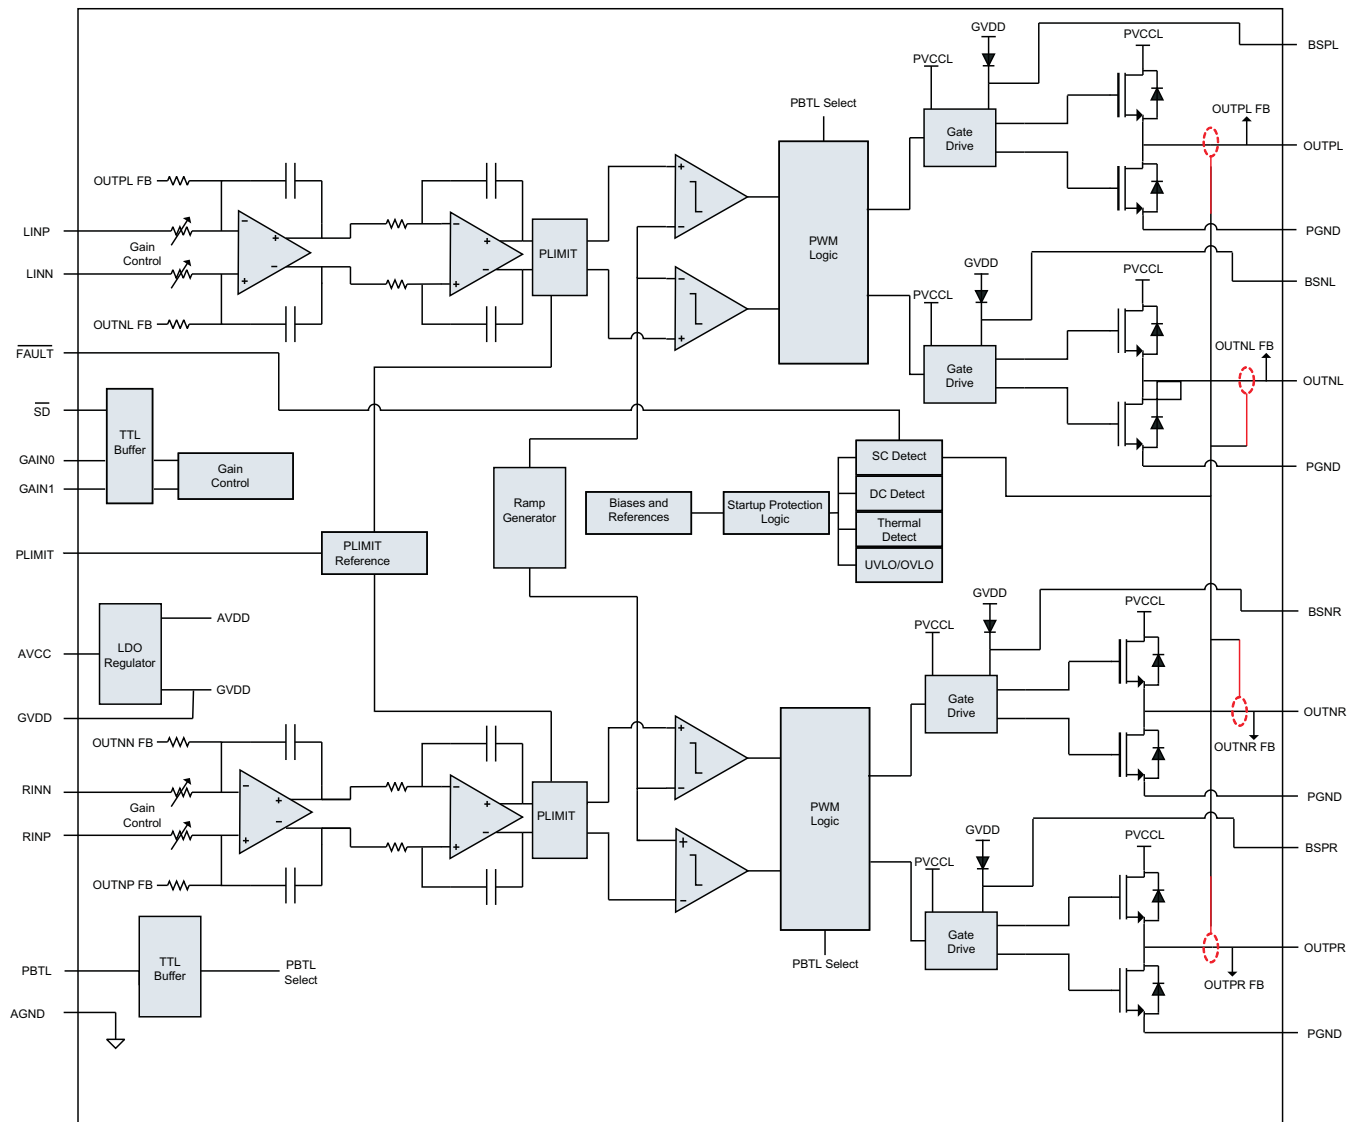 GVDD
PVCCL
BSPL
PVCCL
PBTL Select
OUTPL FB
Gate
Drive
OUTPL
OUTPL FB
LINP
Gain
Control
LINN
OUTNL FB
PLIMIT
PWM
Logic
PGND
GVDD
PVCCL
BSNL
PVCCL
FAULT
OUTNL FB
Gate
Drive
OUTNL
SD
GAIN0
GAIN1
TTL
Buffer
Gain
Control
SC Detect
DC Detect
Thermal
Detect
UVLO/OVLO
PGND
Ramp
Generator
Biases and
References
Startup Protection
Logic
PLIMIT
PLIMIT
Reference
GVDD
PVCCL
BSNR
PVCCL
AVDD
AVCC
LDO
Regulator
GVDD
GVDD
Gate
Drive
OUTNR
OUTNR FB
OUTNN FB
RINN
Gain
Control
RINP
OUTNP FB
PLIMIT
PWM
Logic
PGND
GVDD
PVCCL
BSPR
PVCCL
Gate
Drive
OUTPR
OUTPR FB
PBTL
TTL
Buffer
PBTL
Select
PBTL Select
AGND
PGND